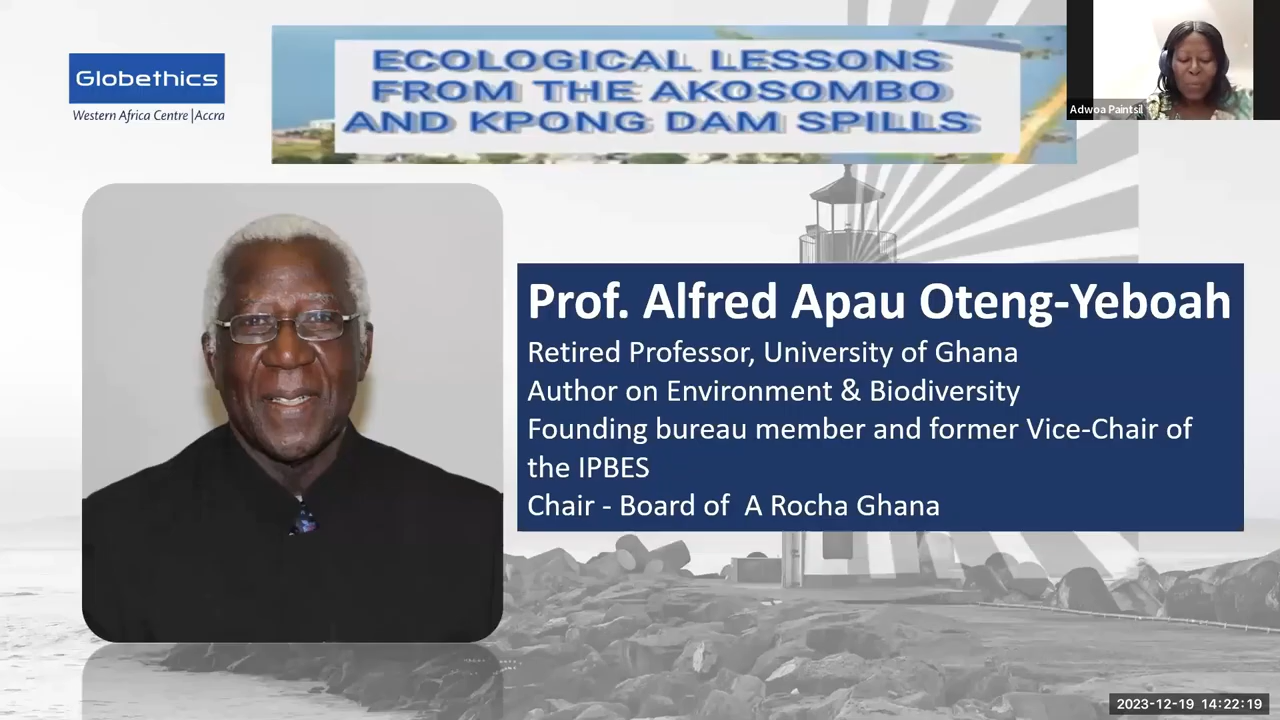 Globethics
Western Africa Centre|Accra
ECOLOGICAL LESSONS
FROM THE AKOSOMBO
AND KPONG DAM SPILLS
Adwoa Paintsil
Prof. Alfred Apau Oteng-Yeboah
Retired Professor, University of Ghana
Author on Environment & Biodiversity
Founding bureau member and former Vice-Chair of
the IPBES
Chair - Board of A Rocha Ghana
2023-12-19 14:22:19